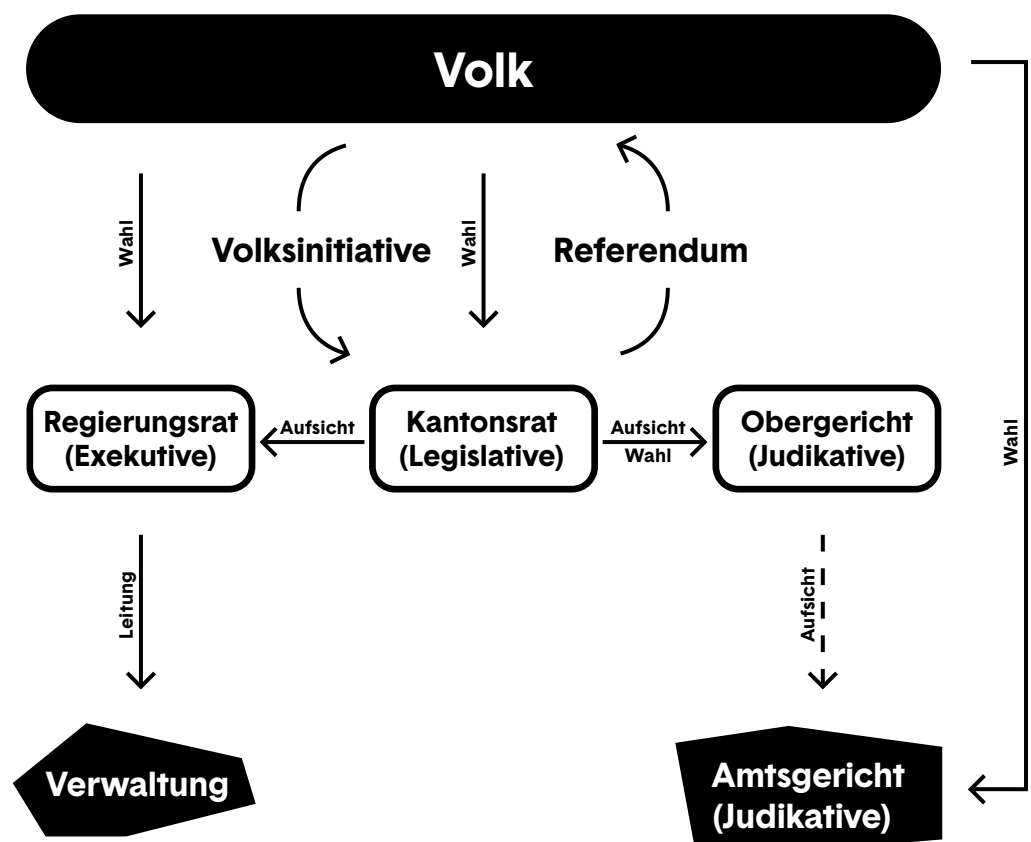 Volk
Wahl
Volksinitiative
Wahl
Referendum
Wahl
Regierungsrat
(Exekutive)
Aufsicht
Kantonsrat
(Legislative)
Aufsicht
Wahl
Obergericht
(Judikative)
Leitung
Aufsicht
Verwaltung
Amtsgericht
(Judikative)